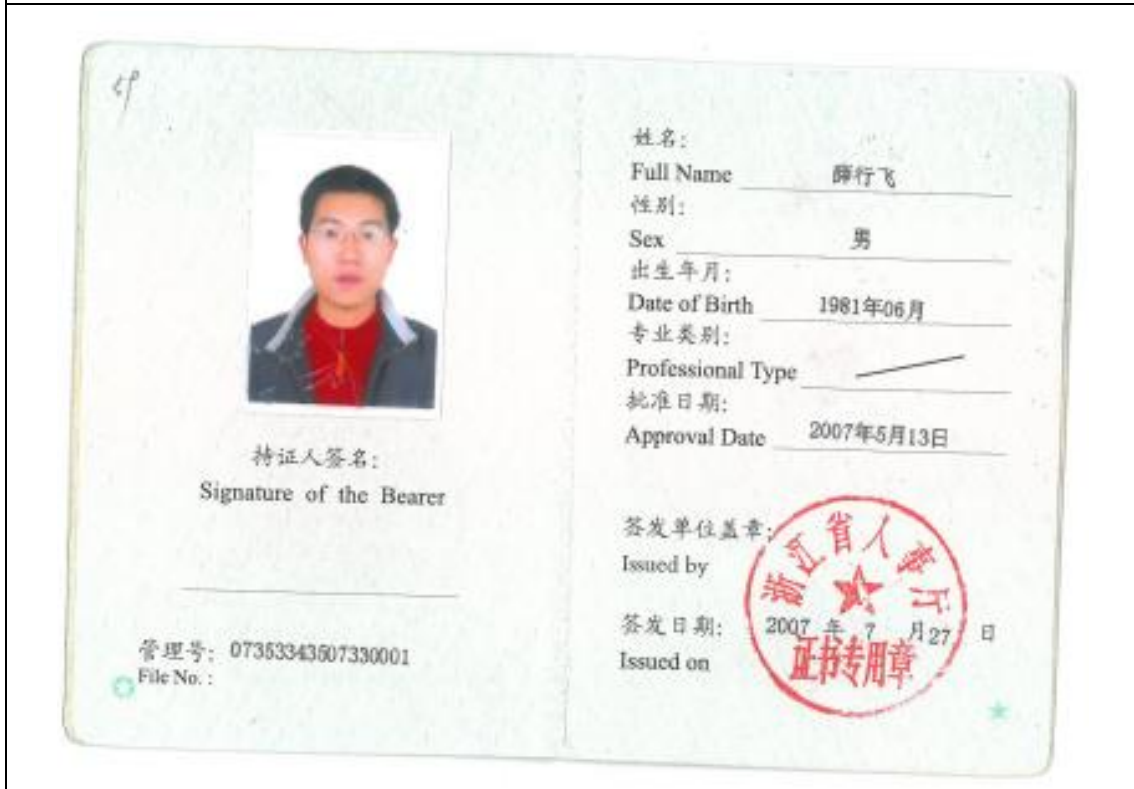 持证人签名:
Signature of the Bearer
管理号: 07353343507330001
File No. :
姓名:
Full Name 薛行飞
性别:
Sex 男
出生年月:
Date of Birth 1981年06月
专业类别:
Professional Type
批准日期:
Approval Date 2007年5月13日
签发单位盖章:
Issued by
浙江省人事厅
签发日期: 2007 年 7 月 27 日
Issued on
证书专用章